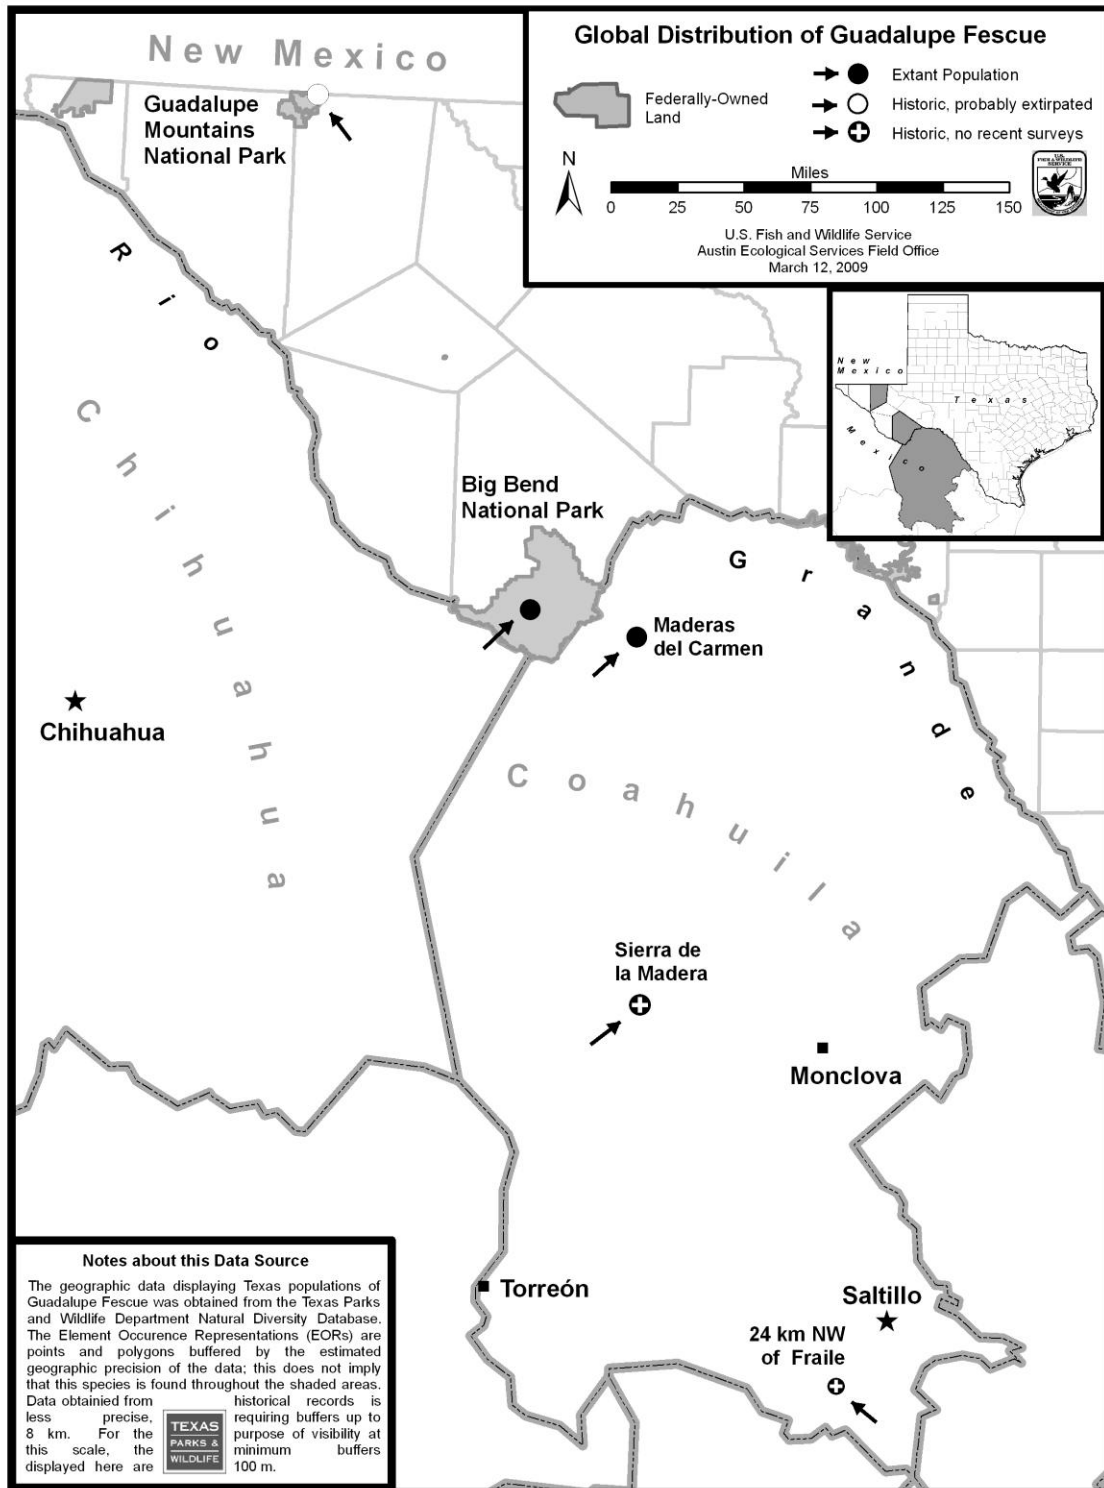 New Mexico
Global Distribution of Guadalupe Fescue
Federally-Owned
Land
Extant Population
Historic, probably extirpated
Historic, no recent surveys
N
Miles
0 25 50 75 100 125 150
U.S.
FISH & WILDLIFE
SERVICE
U.S. Fish and Wildlife Service
Austin Ecological Services Field Office
March 12, 2009
Guadalupe
Mountains
National Park
Rio
Chihuahua
New
Mexico
Texas
Mexico
Big Bend
National Park
Grande
Maderas
del Carmen
Chihuahua
Coahuila
Sierra de
la Madera
Monclova
Torreón
Saltillo
24 km NW
of Fraile
Notes about this Data Source
The geographic data displaying Texas populations of
Guadalupe Fescue was obtained from the Texas Parks
and Wildlife Department Natural Diversity Database.
The Element Occurence Representations (EORs) are
points and polygons buffered by the estimated
geographic precision of the data; this does not imply
that this species is found throughout the shaded areas.
Data obtainied from historical records is
less precise, requiring buffers up to
8 km. For the purpose of visibility at
this scale, the minimum buffers
displayed here are 100 m.
TEXAS
PARKS &
WILDLIFE